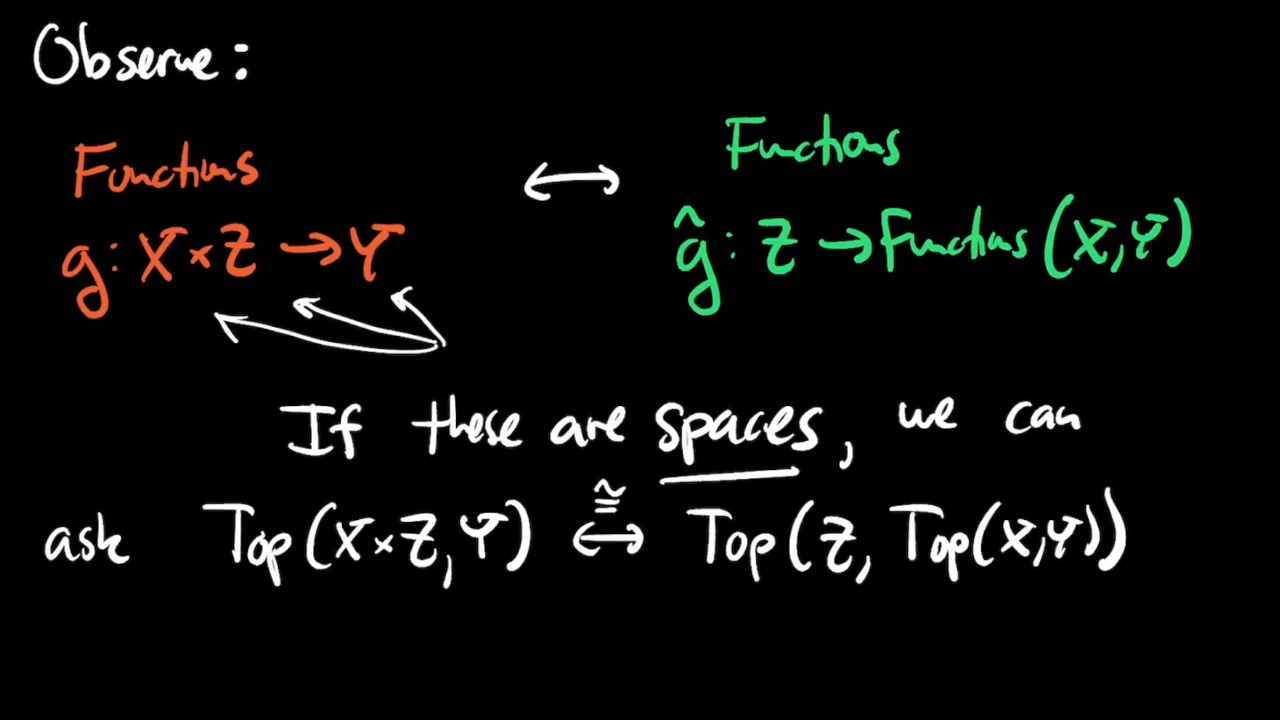 Observe:
Functions ↔ Functions
g: X × Z → Y ĝ: Z → Functions (X, Y)
If these are spaces, we can
ask Top(X × Z, Y) ≅ ↔ Top(Z, Top(X, Y))